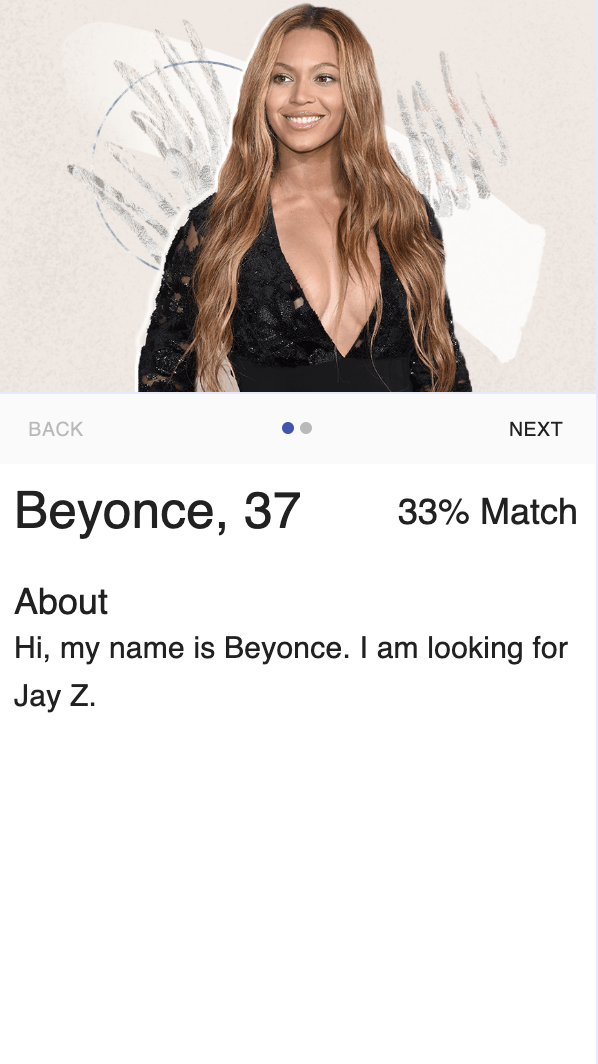 BACK
NEXT
Beyonce, 37
33% Match
About
Hi, my name is Beyonce. I am looking for
Jay Z.